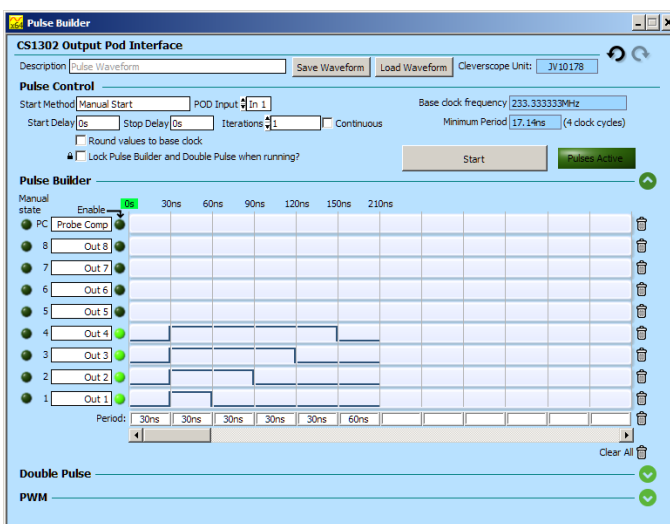 Pulse Builder
CS1302 Output Pod Interface
Description Pulse Waveform Save Waveform Load Waveform Cleverscope Unit: JV10178
Pulse Control
Start Method Manual Start POD Input In 1 Base clock frequency 233.333333MHz
Start Delay 0s Stop Delay 0s Iterations 1 Continuous Minimum Period 17.14ns (4 clock cycles)
Round values to base clock
Lock Pulse Builder and Double Pulse when running? Start Pulses Active
Pulse Builder
Manual state Enable 0s 30ns 60ns 90ns 120ns 150ns 210ns
PC Probe Comp
8 Out 8
7 Out 7
6 Out 6
5 Out 5
4 Out 4
3 Out 3
2 Out 2
1 Out 1
Period: 30ns 30ns 30ns 30ns 30ns 60ns
Clear All
Double Pulse
PWM